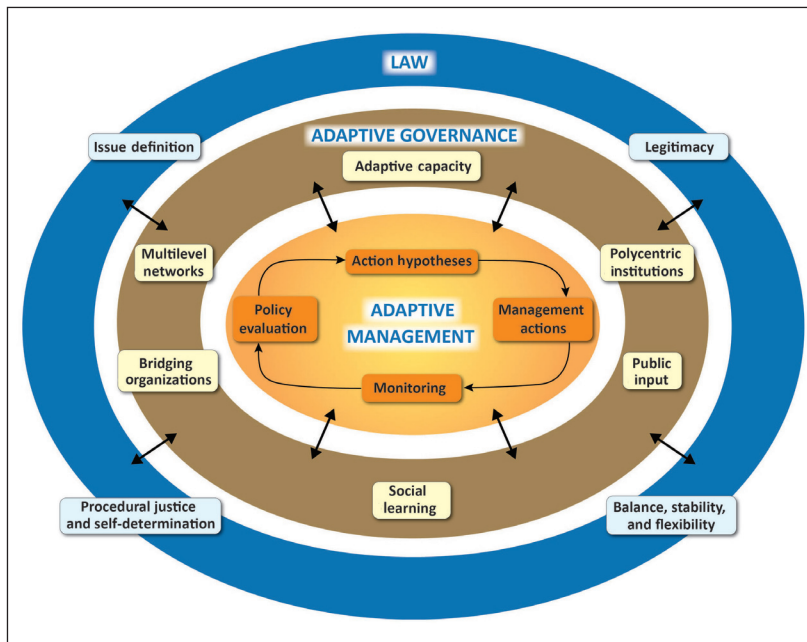 LAW
Issue definition
Legitimacy
ADAPTIVE GOVERNANCE
Adaptive capacity
Multilevel
networks
Polycentric
institutions
Action hypotheses
Policy
evaluation
ADAPTIVE
MANAGEMENT
Management
actions
Monitoring
Bridging
organizations
Public
input
Social
learning
Procedural justice
and self-determination
Balance, stability,
and flexibility